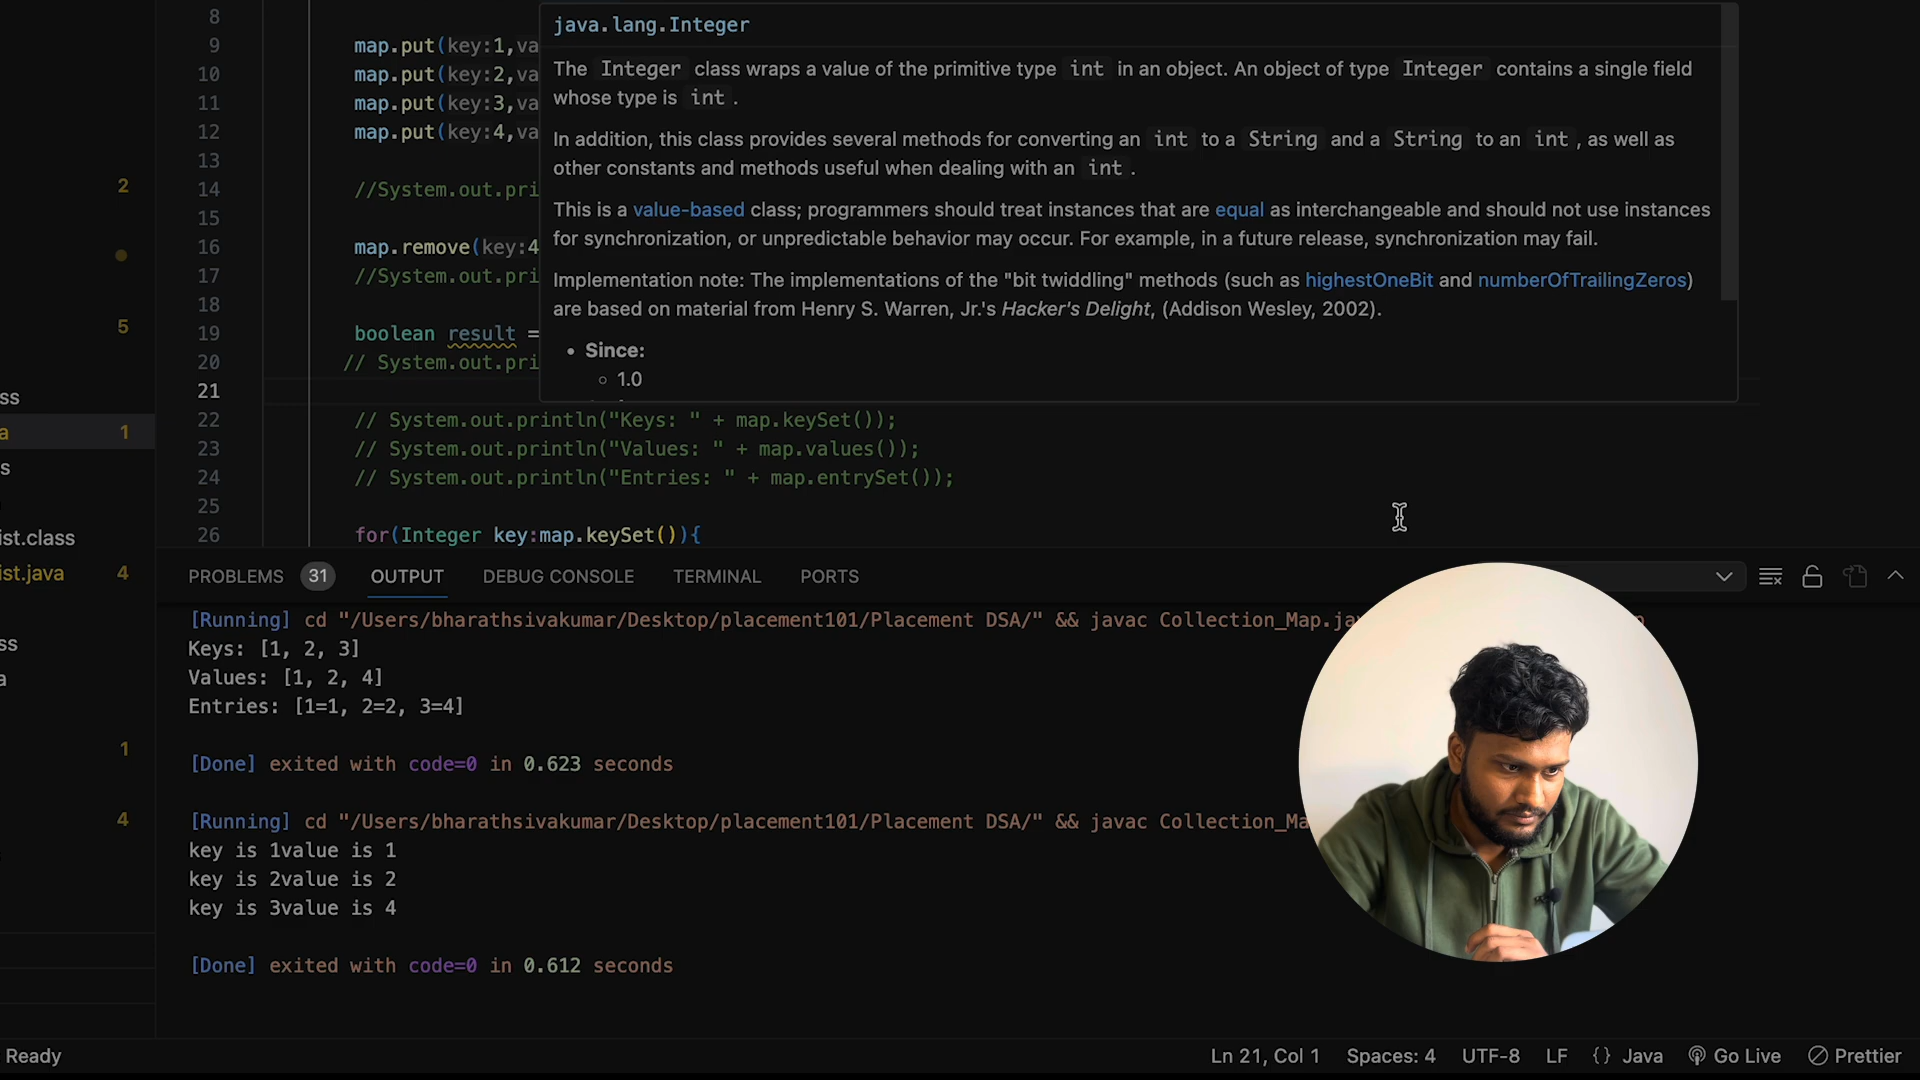 8
java.lang.Integer
9 map.put(key:1,va
10 map.put(key:2,va
11 map.put(key:3,va
12 map.put(key:4,va
13
14 //System.out.pri
15
16 map.remove(key:4
17 //System.out.pri
18
19 boolean result =
20 // System.out.pri
21
The Integer class wraps a value of the primitive type int in an object. An object of type Integer contains a single field
whose type is int .
In addition, this class provides several methods for converting an int to a String and a String to an int , as well as
other constants and methods useful when dealing with an int .
This is a value-based class; programmers should treat instances that are equal as interchangeable and should not use instances
for synchronization, or unpredictable behavior may occur. For example, in a future release, synchronization may fail.
Implementation note: The implementations of the "bit twiddling" methods (such as highestOneBit and numberOfTrailingZeros)
are based on material from Henry S. Warren, Jr.'s Hacker's Delight, (Addison Wesley, 2002).
• Since:
○ 1.0
22 // System.out.println("Keys: " + map.keySet());
23 // System.out.println("Values: " + map.values());
24 // System.out.println("Entries: " + map.entrySet());
25
26 for(Integer key:map.keySet()){
2
5
ss
a 1
s
ist.class
ist.java 4
ss
a
1
4
PROBLEMS 31 OUTPUT DEBUG CONSOLE TERMINAL PORTS
[Running] cd "/Users/bharathsivakumar/Desktop/placement101/Placement DSA/" && javac Collection_Map.ja
Keys: [1, 2, 3]
Values: [1, 2, 4]
Entries: [1=1, 2=2, 3=4]
[Done] exited with code=0 in 0.623 seconds
[Running] cd "/Users/bharathsivakumar/Desktop/placement101/Placement DSA/" && javac Collection_Ma
key is 1value is 1
key is 2value is 2
key is 3value is 4
[Done] exited with code=0 in 0.612 seconds
Ready Ln 21, Col 1 Spaces: 4 UTF-8 LF {} Java Go Live Prettier